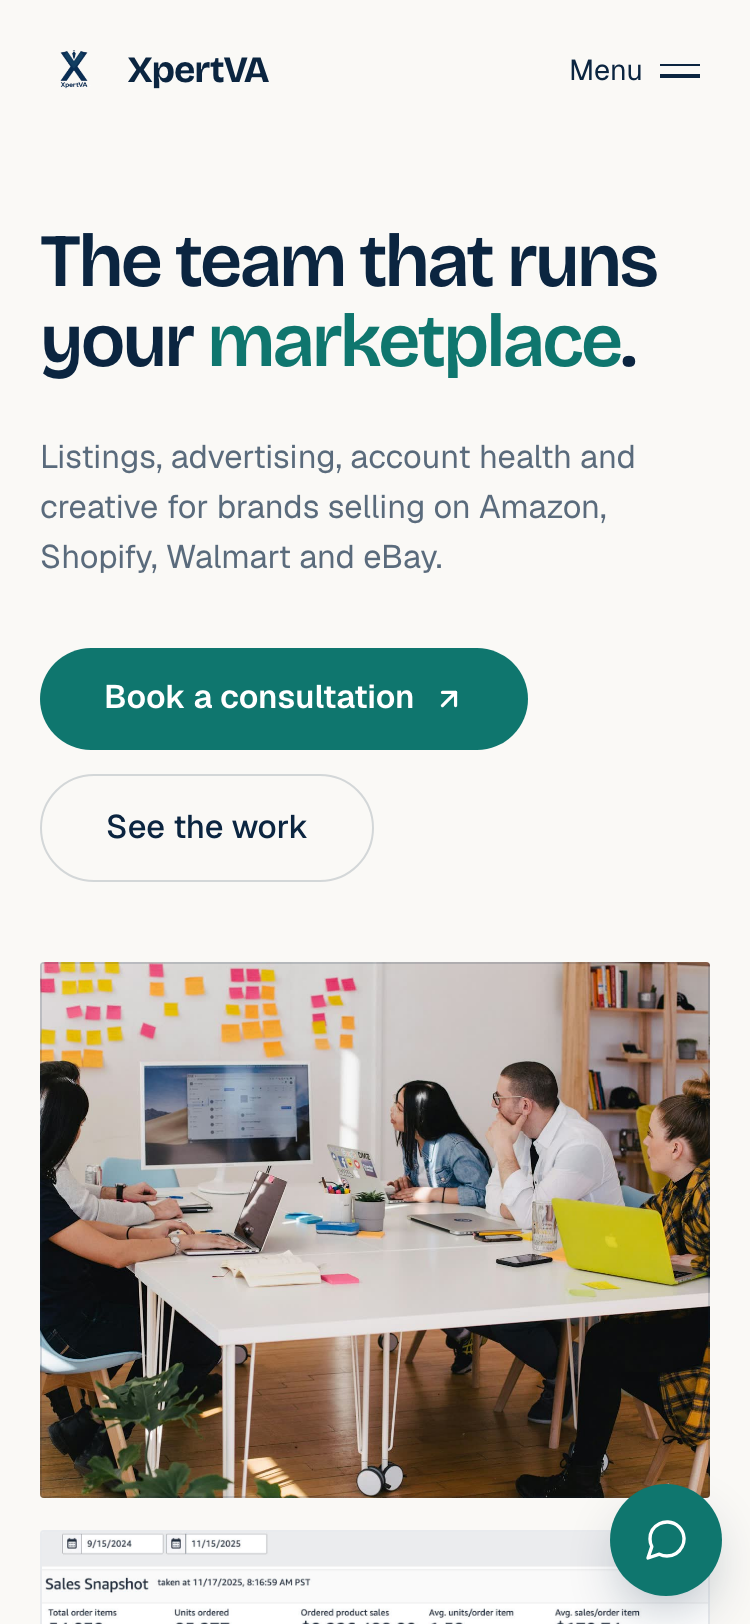 XpertVA
XpertVA
Menu
The team that runs
your marketplace.
Listings, advertising, account health and
creative for brands selling on Amazon,
Shopify, Walmart and eBay.
Book a consultation
See the work
9/15/2024
11/15/2025
Sales Snapshot taken at 11/17/2025, 8:16:59 AM PST
Total order items
Units ordered
Ordered product sales
Avg. units/order item
Avg. sales/order item